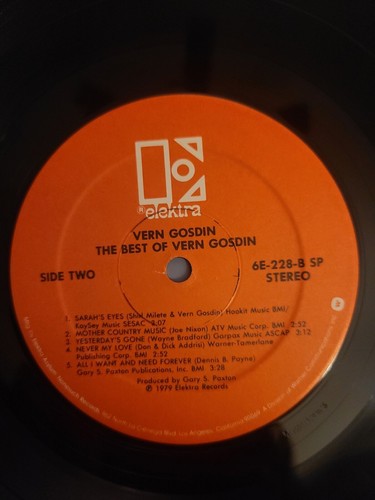 elektra
VERN GOSDIN
THE BEST OF VERN GOSDIN
SIDE TWO
6E-228-B SP
STEREO
1. SARAH'S EYES (Shid Milete & Vern Gosdin) Hookit Music BMI/
KaySey Music SESAC 3:07
2. MOTHER COUNTRY MUSIC (Joe Nixon) ATV Music Corp. BMI 2:52
3. YESTERDAY'S GONE (Wayne Bradford) Garpax Music ASCAP 3:12
4. NEVER MY LOVE (Don & Dick Addrisi) Warner-Tamerlane
Publishing Corp. BMI 2:52
5. ALL I WANT AND NEED FOREVER (Dennis B. Payne)
Gary S. Paxton Publications, Inc. BMI 3:28
Produced by Gary S. Paxton
℗ 1979 Elektra Records